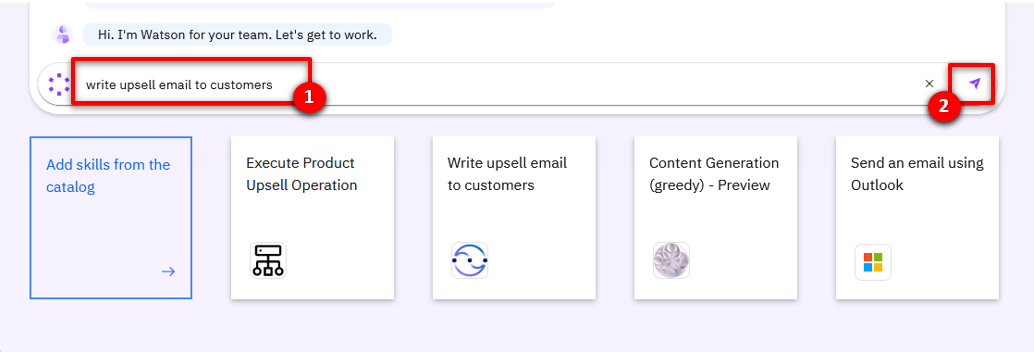 Hi. I'm Watson for your team. Let's get to work.
write upsell email to customers
1
2
Add skills from the
catalog
Execute Product
Upsell Operation
Write upsell email
to customers
Content Generation
(greedy) - Preview
Send an email using
Outlook